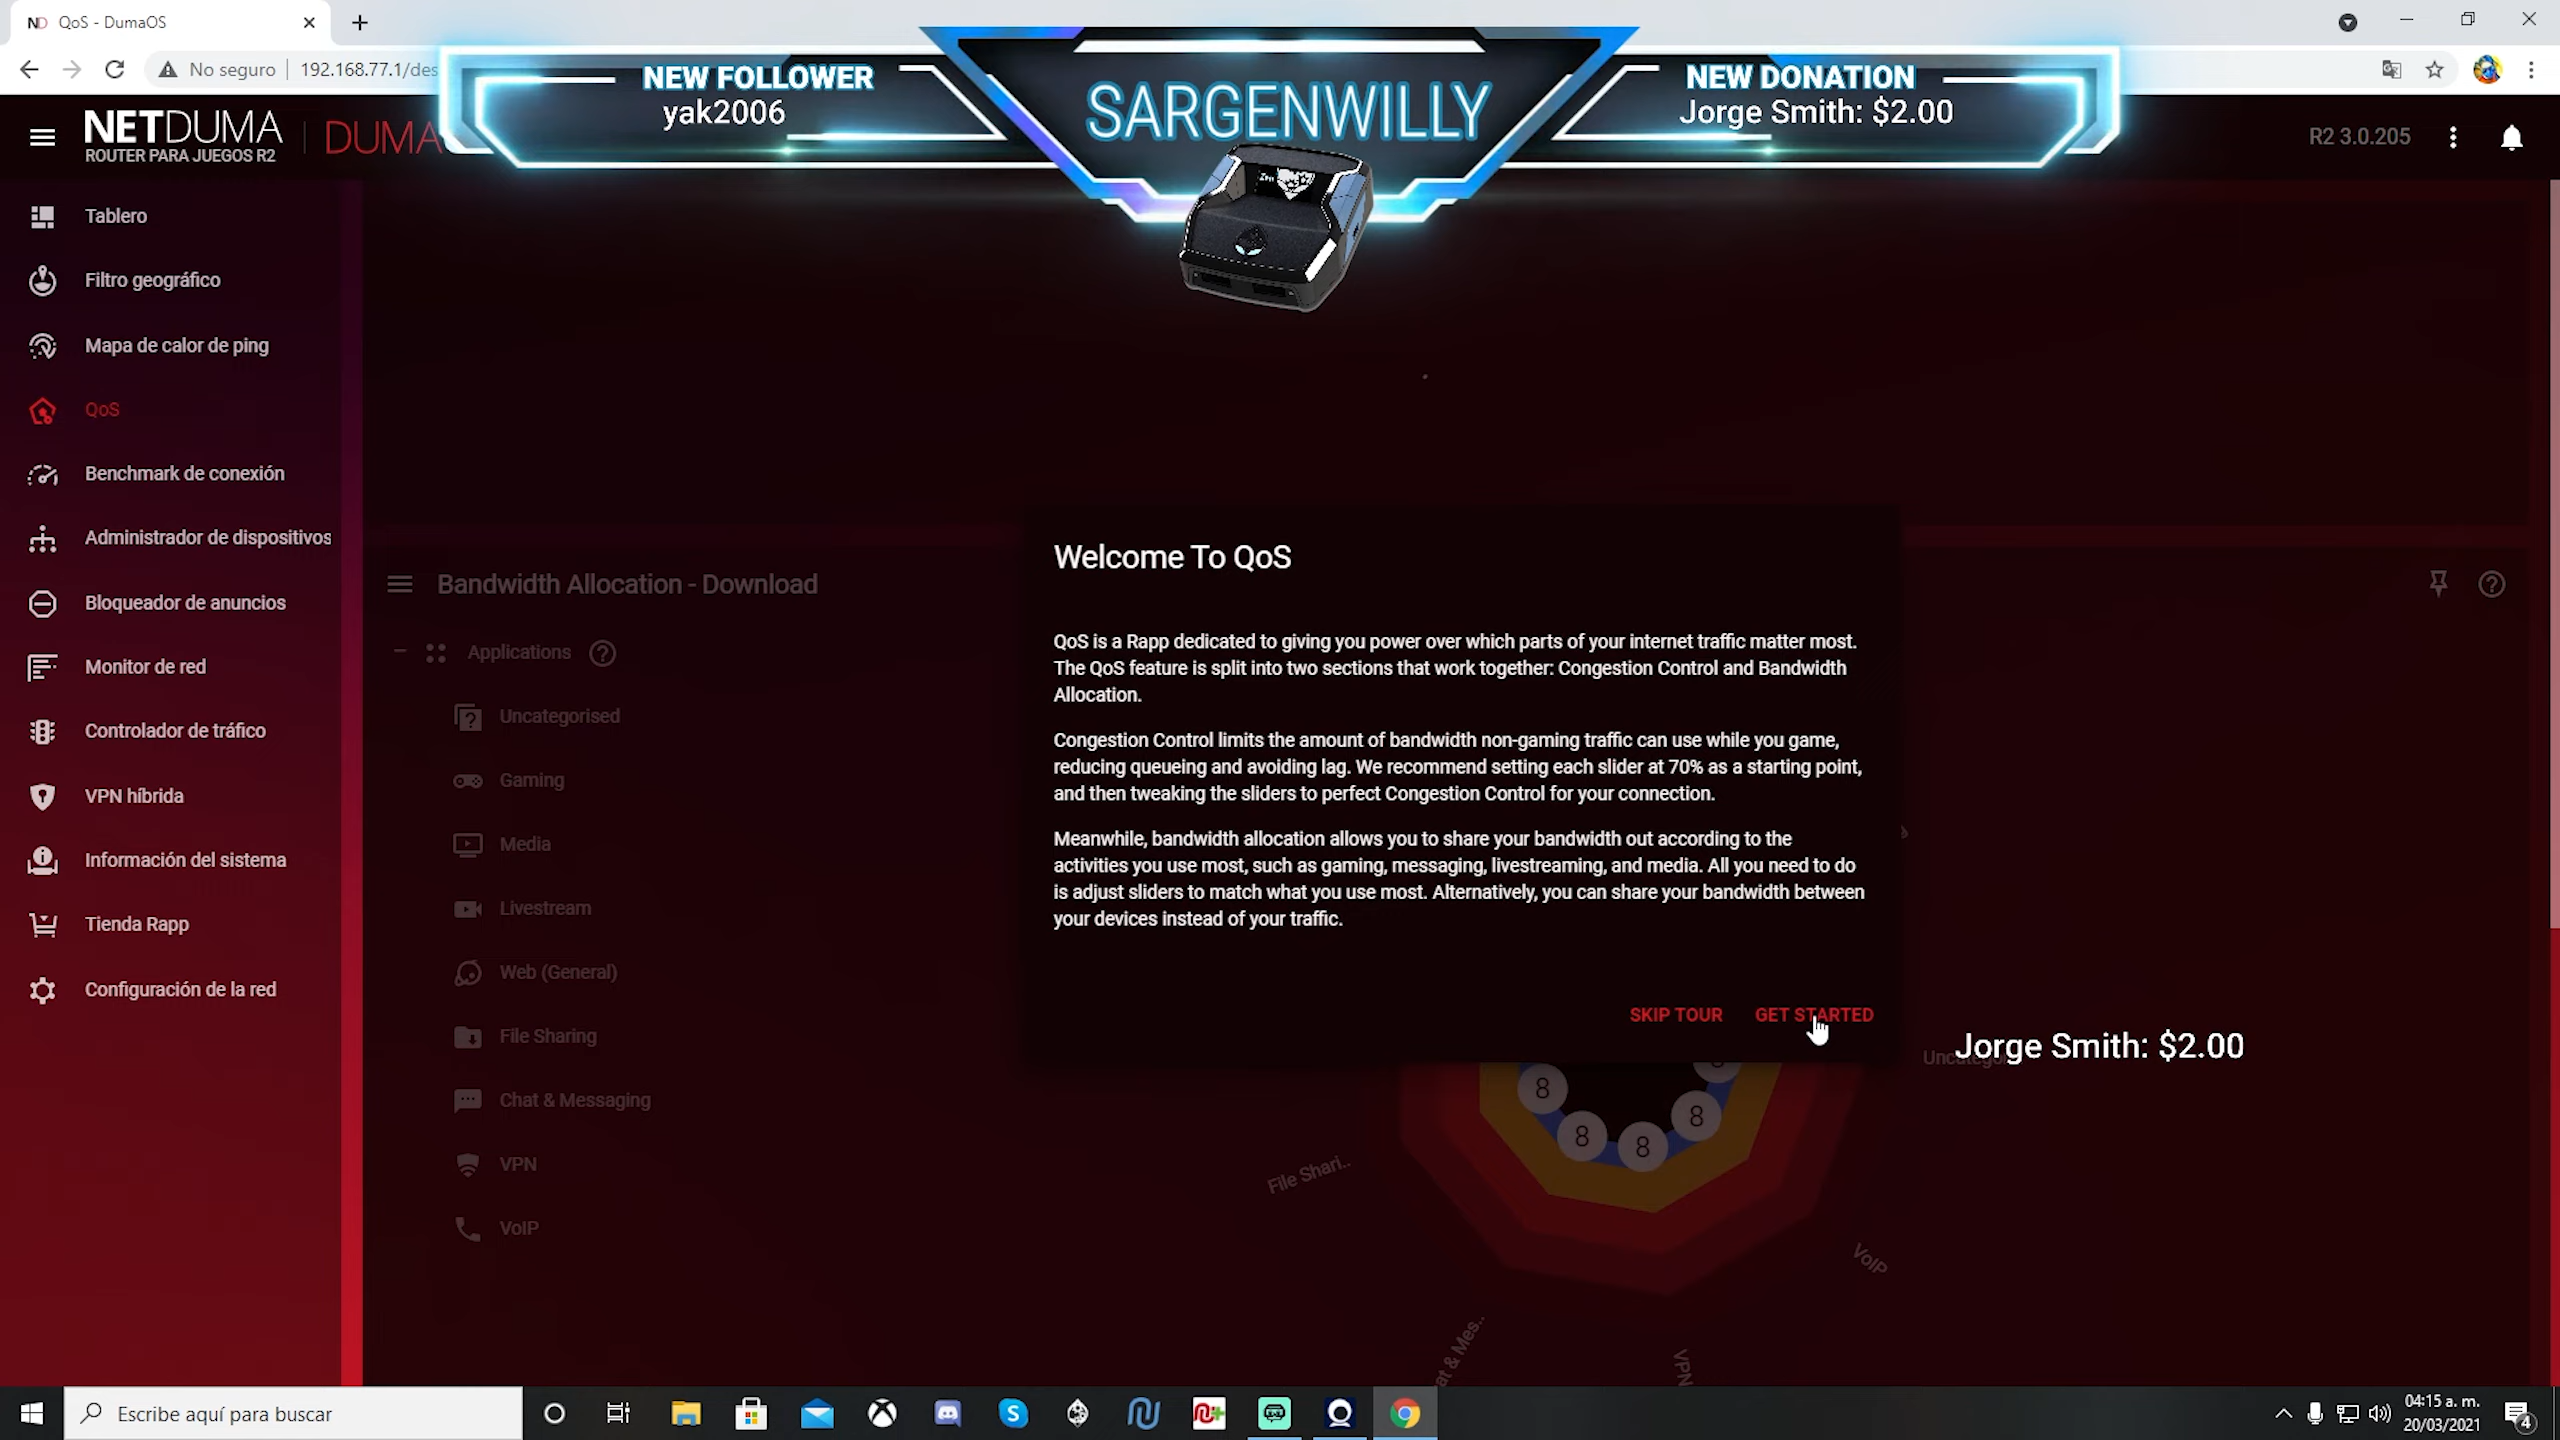 QoS - DumaOS
No seguro
192.168.77.1/des
NEW FOLLOWER
yak2006
SARGENWILLY
NEW DONATION
Jorge Smith: $2.00
NETDUMA
ROUTER PARA JUEGOS R2
DUMA
R2 3.0.205
Tablero
Filtro geográfico
Mapa de calor de ping
QoS
Benchmark de conexión
Administrador de dispositivos
Bloqueador de anuncios
Monitor de red
Controlador de tráfico
VPN híbrida
Información del sistema
Tienda Rapp
Configuración de la red
Bandwidth Allocation - Download
Applications
Uncategorised
Gaming
Media
Livestream
Web (General)
File Sharing
Chat & Messaging
VPN
VoIP
Welcome To QoS
QoS is a Rapp dedicated to giving you power over which parts of your internet traffic matter most.
The QoS feature is split into two sections that work together: Congestion Control and Bandwidth
Allocation.
Congestion Control limits the amount of bandwidth non-gaming traffic can use while you game,
reducing queueing and avoiding lag. We recommend setting each slider at 70% as a starting point,
and then tweaking the sliders to perfect Congestion Control for your connection.
Meanwhile, bandwidth allocation allows you to share your bandwidth out according to the
activities you use most, such as gaming, messaging, livestreaming, and media. All you need to do
is adjust sliders to match what you use most. Alternatively, you can share your bandwidth between
your devices instead of your traffic.
SKIP TOUR
GET STARTED
Jorge Smith: $2.00
8
8
8
8
File Shari..
VoIP
at & Mes..
VPN
Escribe aquí para buscar
04:15 a. m.
20/03/2021
4